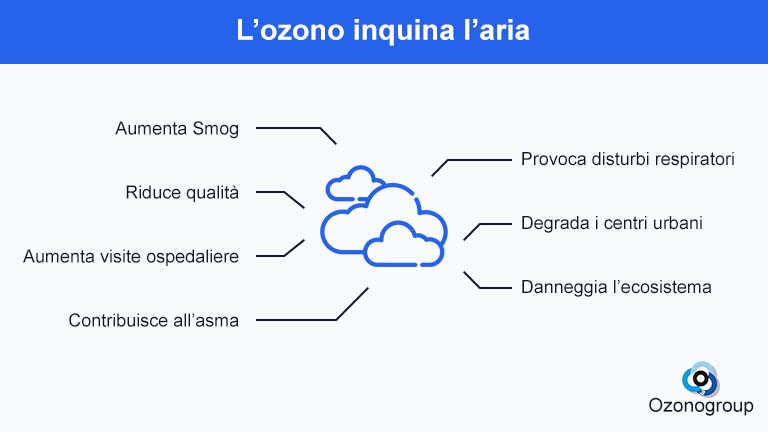 L’ozono inquina l’aria
Aumenta Smog
Riduce qualità
Aumenta visite ospedaliere
Contribuisce all’asma
Provoca disturbi respiratori
Degrada i centri urbani
Danneggia l’ecosistema
Ozonogroup